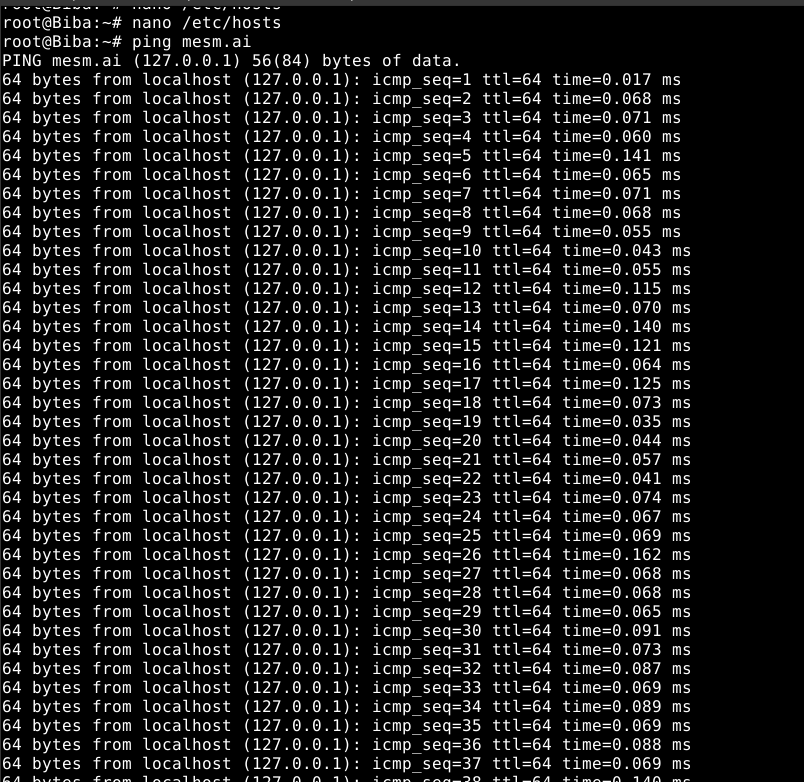 root@Biba:~# nano /etc/hosts
root@Biba:~# nano /etc/hosts
root@Biba:~# ping mesm.ai
PING mesm.ai (127.0.0.1) 56(84) bytes of data.
64 bytes from localhost (127.0.0.1): icmp_seq=1 ttl=64 time=0.017 ms
64 bytes from localhost (127.0.0.1): icmp_seq=2 ttl=64 time=0.068 ms
64 bytes from localhost (127.0.0.1): icmp_seq=3 ttl=64 time=0.071 ms
64 bytes from localhost (127.0.0.1): icmp_seq=4 ttl=64 time=0.060 ms
64 bytes from localhost (127.0.0.1): icmp_seq=5 ttl=64 time=0.141 ms
64 bytes from localhost (127.0.0.1): icmp_seq=6 ttl=64 time=0.065 ms
64 bytes from localhost (127.0.0.1): icmp_seq=7 ttl=64 time=0.071 ms
64 bytes from localhost (127.0.0.1): icmp_seq=8 ttl=64 time=0.068 ms
64 bytes from localhost (127.0.0.1): icmp_seq=9 ttl=64 time=0.055 ms
64 bytes from localhost (127.0.0.1): icmp_seq=10 ttl=64 time=0.043 ms
64 bytes from localhost (127.0.0.1): icmp_seq=11 ttl=64 time=0.055 ms
64 bytes from localhost (127.0.0.1): icmp_seq=12 ttl=64 time=0.115 ms
64 bytes from localhost (127.0.0.1): icmp_seq=13 ttl=64 time=0.070 ms
64 bytes from localhost (127.0.0.1): icmp_seq=14 ttl=64 time=0.140 ms
64 bytes from localhost (127.0.0.1): icmp_seq=15 ttl=64 time=0.121 ms
64 bytes from localhost (127.0.0.1): icmp_seq=16 ttl=64 time=0.064 ms
64 bytes from localhost (127.0.0.1): icmp_seq=17 ttl=64 time=0.125 ms
64 bytes from localhost (127.0.0.1): icmp_seq=18 ttl=64 time=0.073 ms
64 bytes from localhost (127.0.0.1): icmp_seq=19 ttl=64 time=0.035 ms
64 bytes from localhost (127.0.0.1): icmp_seq=20 ttl=64 time=0.044 ms
64 bytes from localhost (127.0.0.1): icmp_seq=21 ttl=64 time=0.057 ms
64 bytes from localhost (127.0.0.1): icmp_seq=22 ttl=64 time=0.041 ms
64 bytes from localhost (127.0.0.1): icmp_seq=23 ttl=64 time=0.074 ms
64 bytes from localhost (127.0.0.1): icmp_seq=24 ttl=64 time=0.067 ms
64 bytes from localhost (127.0.0.1): icmp_seq=25 ttl=64 time=0.069 ms
64 bytes from localhost (127.0.0.1): icmp_seq=26 ttl=64 time=0.162 ms
64 bytes from localhost (127.0.0.1): icmp_seq=27 ttl=64 time=0.068 ms
64 bytes from localhost (127.0.0.1): icmp_seq=28 ttl=64 time=0.068 ms
64 bytes from localhost (127.0.0.1): icmp_seq=29 ttl=64 time=0.065 ms
64 bytes from localhost (127.0.0.1): icmp_seq=30 ttl=64 time=0.091 ms
64 bytes from localhost (127.0.0.1): icmp_seq=31 ttl=64 time=0.073 ms
64 bytes from localhost (127.0.0.1): icmp_seq=32 ttl=64 time=0.087 ms
64 bytes from localhost (127.0.0.1): icmp_seq=33 ttl=64 time=0.069 ms
64 bytes from localhost (127.0.0.1): icmp_seq=34 ttl=64 time=0.089 ms
64 bytes from localhost (127.0.0.1): icmp_seq=35 ttl=64 time=0.069 ms
64 bytes from localhost (127.0.0.1): icmp_seq=36 ttl=64 time=0.088 ms
64 bytes from localhost (127.0.0.1): icmp_seq=37 ttl=64 time=0.069 ms
64 bytes from localhost (127.0.0.1): icmp_seq=38 ttl=64 time=0.140 ms